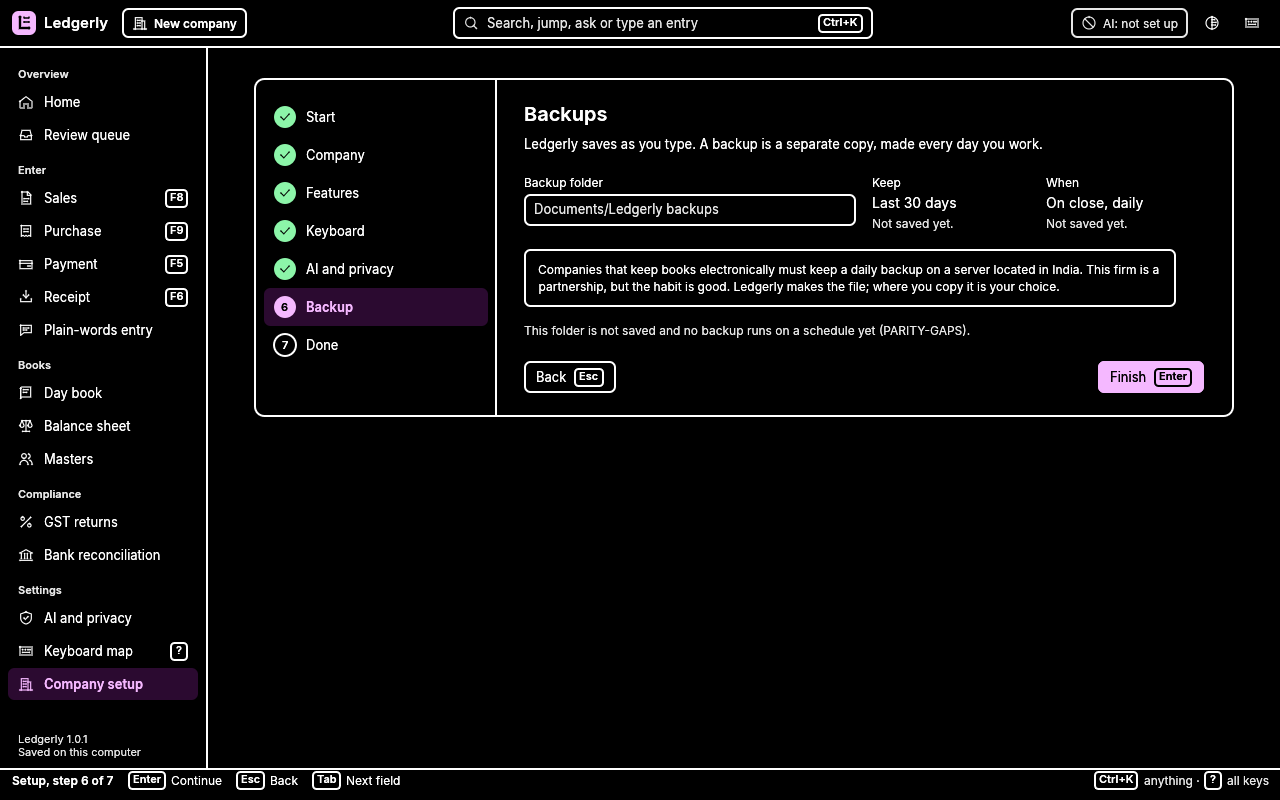 Ledgerly
New company
Search, jump, ask or type an entry
Ctrl+K
AI: not set up
Overview
Home
Review queue
Enter
Sales F8
Purchase F9
Payment F5
Receipt F6
Plain-words entry
Books
Day book
Balance sheet
Masters
Compliance
GST returns
Bank reconciliation
Settings
AI and privacy
Keyboard map ?
Company setup
Ledgerly 1.0.1
Saved on this computer
Start
Company
Features
Keyboard
AI and privacy
6 Backup
7 Done
Backups
Ledgerly saves as you type. A backup is a separate copy, made every day you work.
Backup folder
Documents/Ledgerly backups
Keep
Last 30 days
Not saved yet.
When
On close, daily
Not saved yet.
Companies that keep books electronically must keep a daily backup on a server located in India. This firm is a
partnership, but the habit is good. Ledgerly makes the file; where you copy it is your choice.
This folder is not saved and no backup runs on a schedule yet (PARITY-GAPS).
Back Esc
Finish Enter
Setup, step 6 of 7 Enter Continue Esc Back Tab Next field
Ctrl+K anything · ? all keys